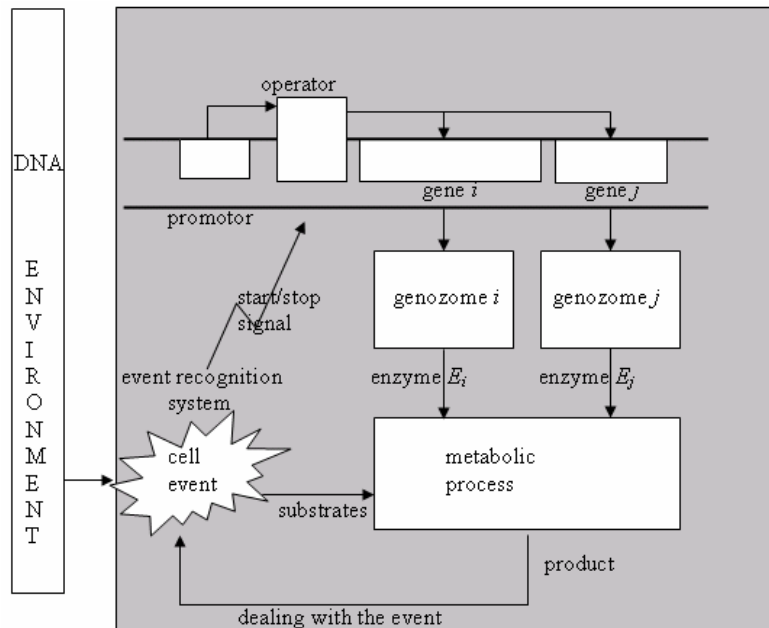 operator
DNA
gene i
gene j
promotor
ENVIRONMENT
start/stop
signal
genozome i
genozome j
event recognition
system
enzyme Ei
enzyme Ej
cell
event
metabolic
process
substrates
product
dealing with the event